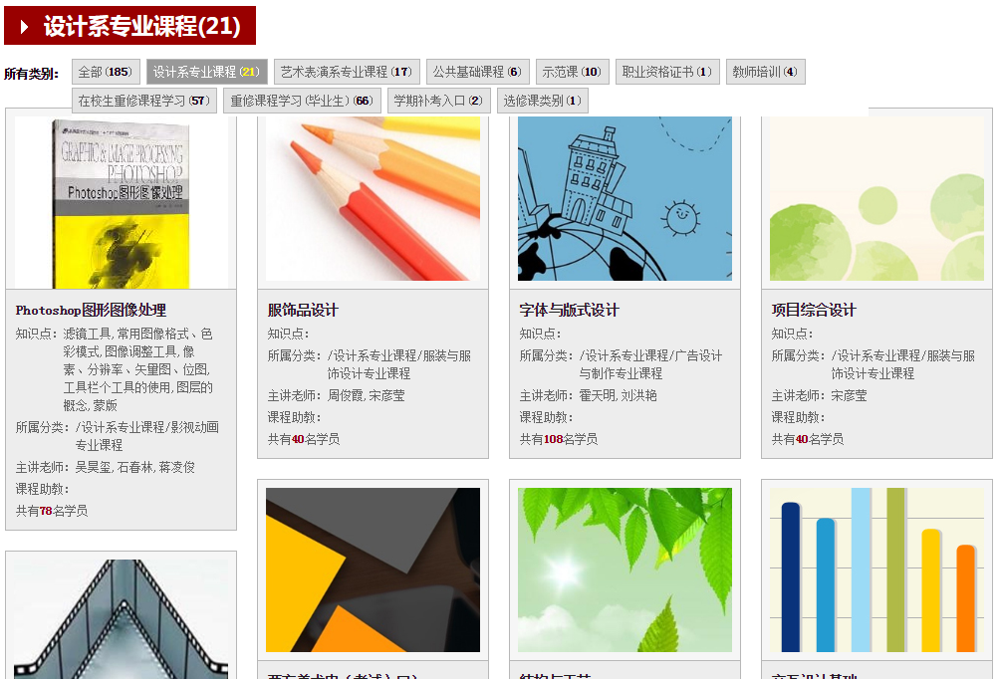 设计系专业课程(21)
所有类别： 全部 (185) 设计系专业课程 (21) 艺术表演系专业课程 (17) 公共基础课程 (6) 示范课 (10) 职业资格证书 (1) 教师培训 (4)
在校生重修课程学习 (57) 重修课程学习 (毕业生) (66) 学期补考入口 (2) 选修课类别 (1)
GRAPHIC & IMAGE PROCESSING
PHOTOSHOP
Photoshop图形图像处理
Photoshop图形图像处理
知识点：滤镜工具, 常用图像格式、色
彩模式, 图像调整工具, 像
素、分辨率、矢量图、位图,
工具栏个工具的使用, 图层的
概念, 蒙版
所属分类：/设计系专业课程/影视动画
专业课程
主讲老师：吴昊玺, 石春林, 蒋凌俊
课程助教：
共有78名学员
服饰品设计
知识点：
所属分类：/设计系专业课程/服装与服
饰设计专业课程
主讲老师：周俊霞, 宋彦莹
课程助教：
共有40名学员
字体与版式设计
知识点：
所属分类：/设计系专业课程/广告设计
与制作专业课程
主讲老师：霍天明, 刘洪艳
课程助教：
共有108名学员
项目综合设计
知识点：
所属分类：/设计系专业课程/服装与服
饰设计专业课程
主讲老师：宋彦莹
课程助教：
共有40名学员